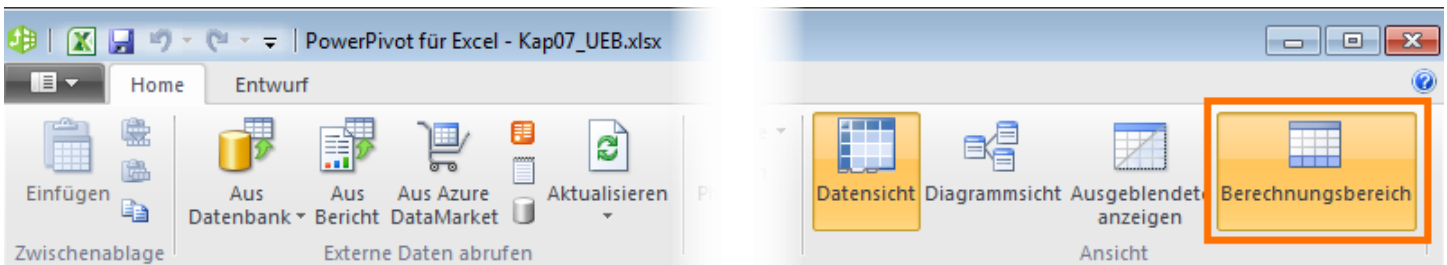 PowerPivot für Excel - Kap07_UEB.xlsx
Home Entwurf
Einfügen
Aus Datenbank
Aus Bericht
Aus Azure DataMarket
Aktualisieren
Datensicht
Diagrammsicht
Ausgeblendete anzeigen
Berechnungsbereich
Zwischenablage
Externe Daten abrufen
Ansicht